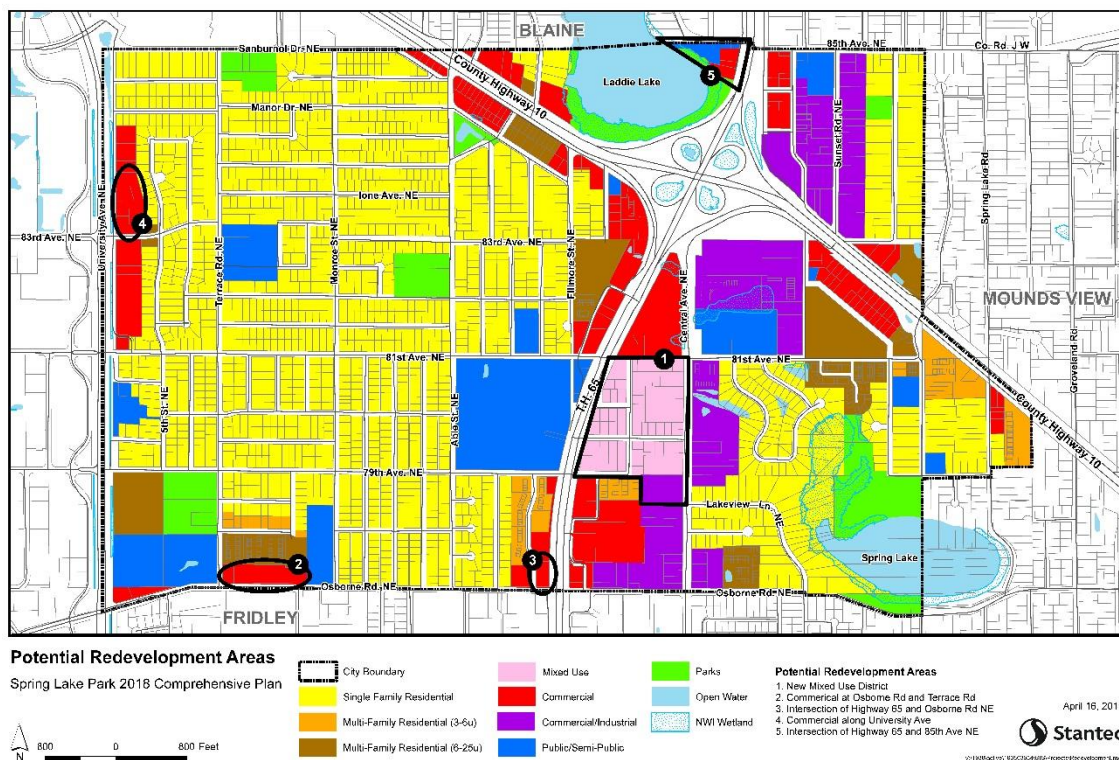 BLAINE
Sanburnol Dr. NE
85th Ave. NE
Co. Rd. J W
County Highway 10
Laddie Lake
5
Manor Dr. NE
Sunset Rd. NE
Spring Lake Rd
University Ave. NE
Ione Ave. NE
4
83rd Ave. NE
83rd Ave. NE
Terrace Rd. NE
Monroe St. NE
Fillmore St. NE
Central Ave. NE
MOUNDS VIEW
Groveland Rd
81st Ave. NE
1
81st Ave. NE
T.H. 65
5th St. NE
Able St. NE
County Highway 10
79th Ave. NE
Lakeview Ln. NE
Spring Lake
2
3
Osborne Rd. NE
Osborne Rd. NE
FRIDLEY
Potential Redevelopment Areas
Spring Lake Park 2018 Comprehensive Plan
N
800 0 800 Feet
City Boundary
Single Family Residential
Multi-Family Residential (3-6u)
Multi-Family Residential (6-25u)
Mixed Use
Commercial
Commercial/Industrial
Public/Semi-Public
Parks
Open Water
NWI Wetland
Potential Redevelopment Areas
1. New Mixed Use District
2. Commerical at Osborne Rd and Terrace Rd
3. Intersection of Highway 65 and Osborne Rd NE
4. Commercial along University Ave
5. Intersection of Highway 65 and 85th Ave NE
April 16, 201
Stantec